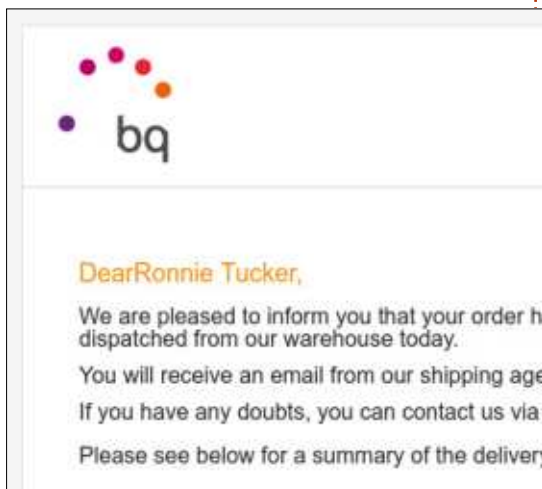 bq
DearRonnie Tucker,
We are pleased to inform you that your order h
dispatched from our warehouse today.
You will receive an email from our shipping age
If you have any doubts, you can contact us via
Please see below for a summary of the delivery